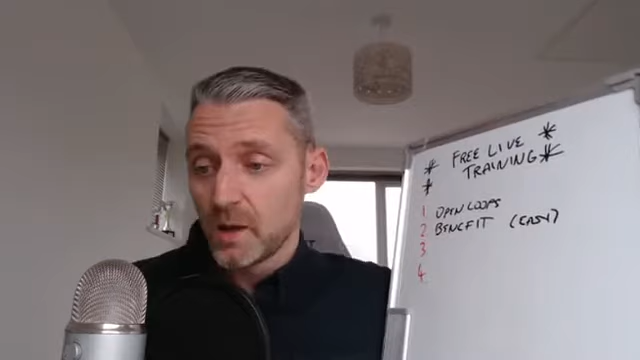 * FREE LIVE *
* TRAINING *
1 OPEN LOOPS
2 BENEFIT (EASY)
3
4